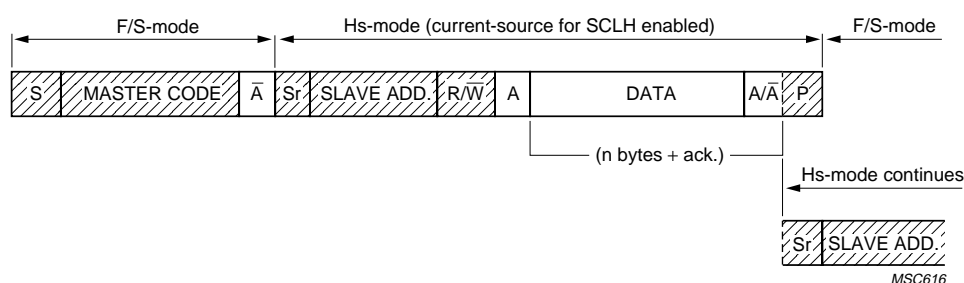 F/S-mode Hs-mode (current-source for SCLH enabled) F/S-mode
S MASTER CODE A̅ Sr SLAVE ADD. R/W̅ A DATA A/A̅ P
(n bytes + ack.)
Hs-mode continues
Sr SLAVE ADD.
MSC616